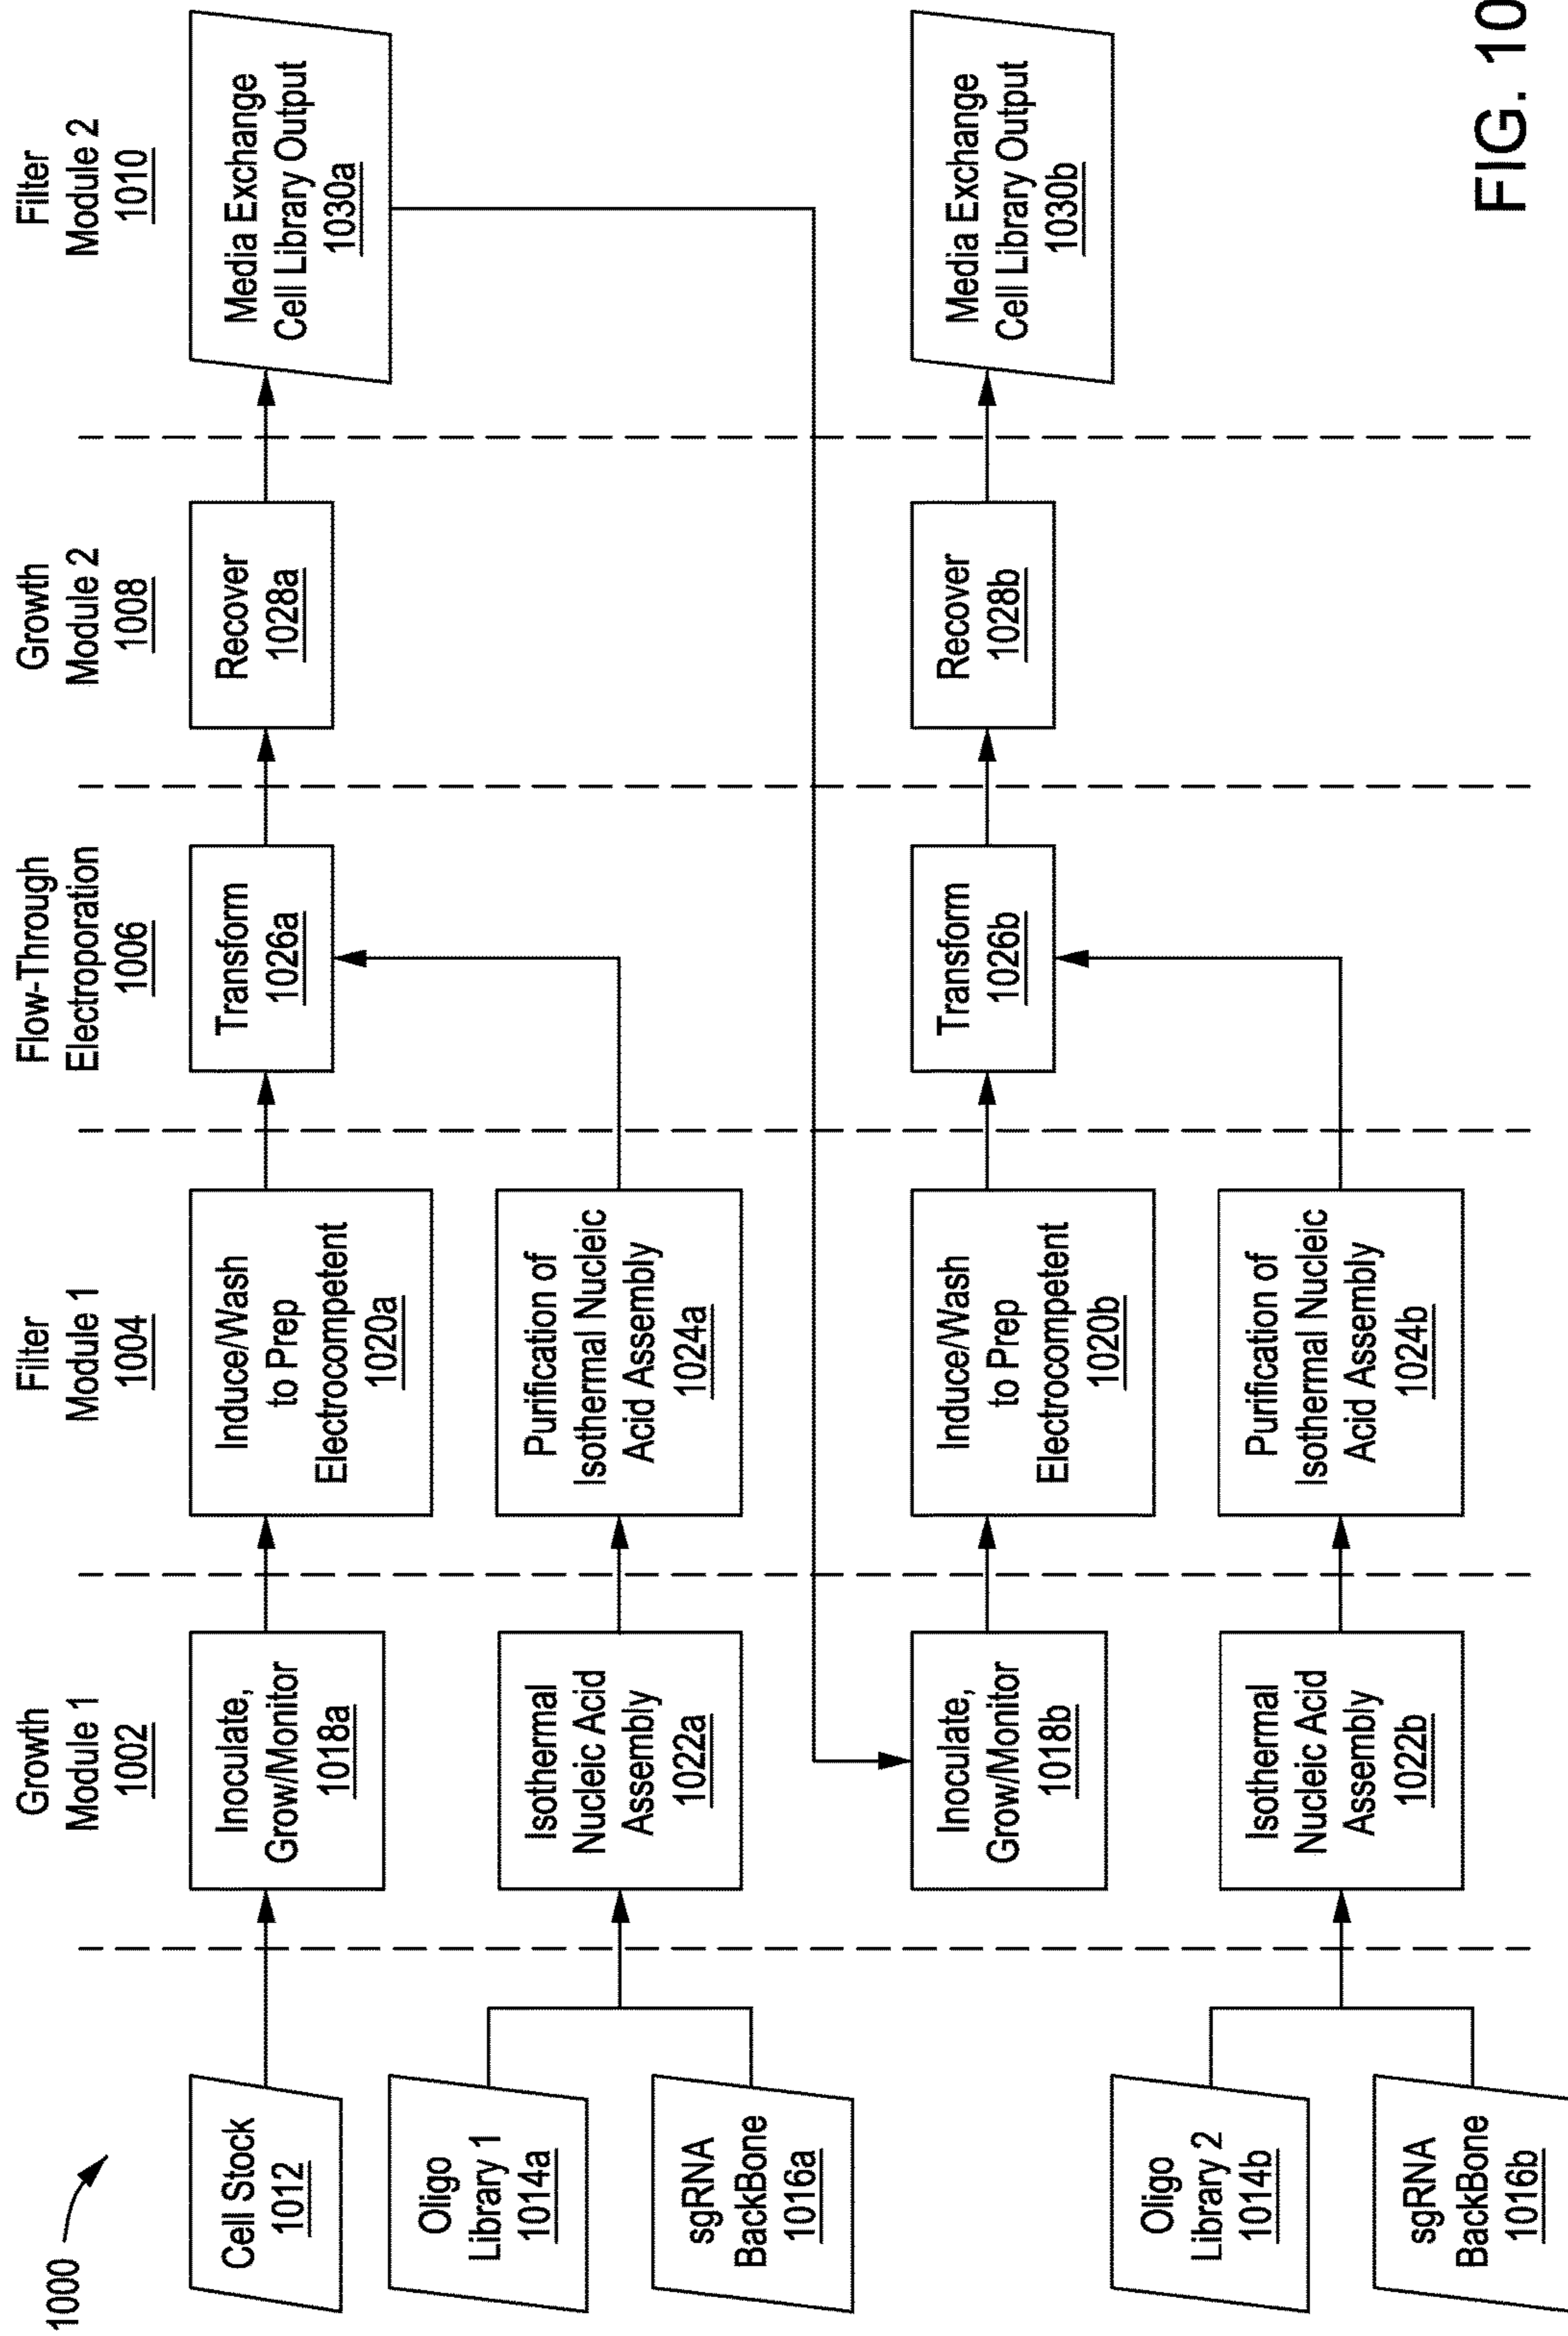 1000
Growth
Module 1
1002
Filter
Module 1
1004
Flow-Through
Electroporation
1006
Growth
Module 2
1008
Filter
Module 2
1010
Cell Stock
1012
Inoculate,
Grow/Monitor
1018a
Induce/Wash
to Prep
Electrocompetent
1020a
Transform
1026a
Recover
1028a
Media Exchange
Cell Library Output
1030a
Oligo
Library 1
1014a
sgRNA
BackBone
1016a
Isothermal
Nucleic Acid
Assembly
1022a
Purification of
Isothermal Nucleic
Acid Assembly
1024a
Inoculate,
Grow/Monitor
1018b
Induce/Wash
to Prep
Electrocompetent
1020b
Transform
1026b
Recover
1028b
Media Exchange
Cell Library Output
1030b
Oligo
Library 2
1014b
sgRNA
BackBone
1016b
Isothermal
Nucleic Acid
Assembly
1022b
Purification of
Isothermal Nucleic
Acid Assembly
1024b
FIG. 10